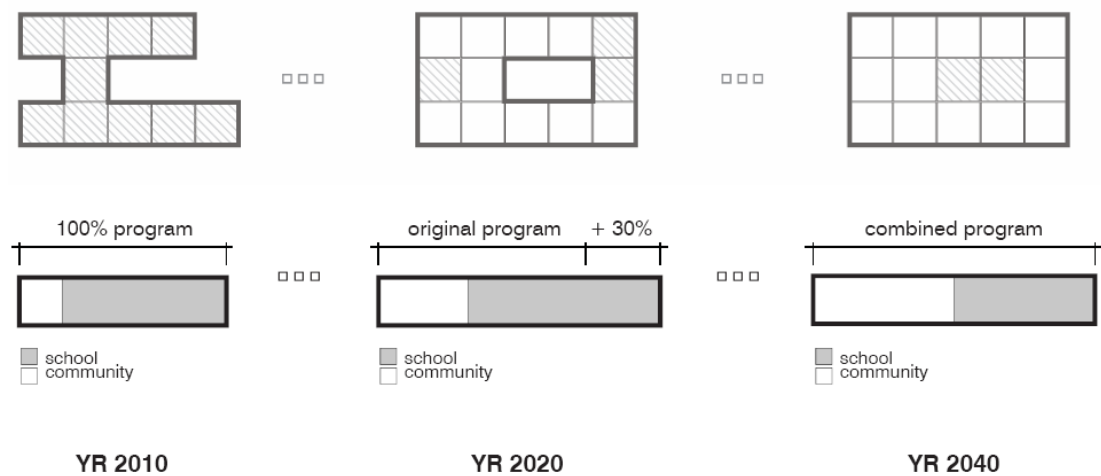 100% program
original program + 30%
combined program
school
community
school
community
school
community
YR 2010
YR 2020
YR 2040